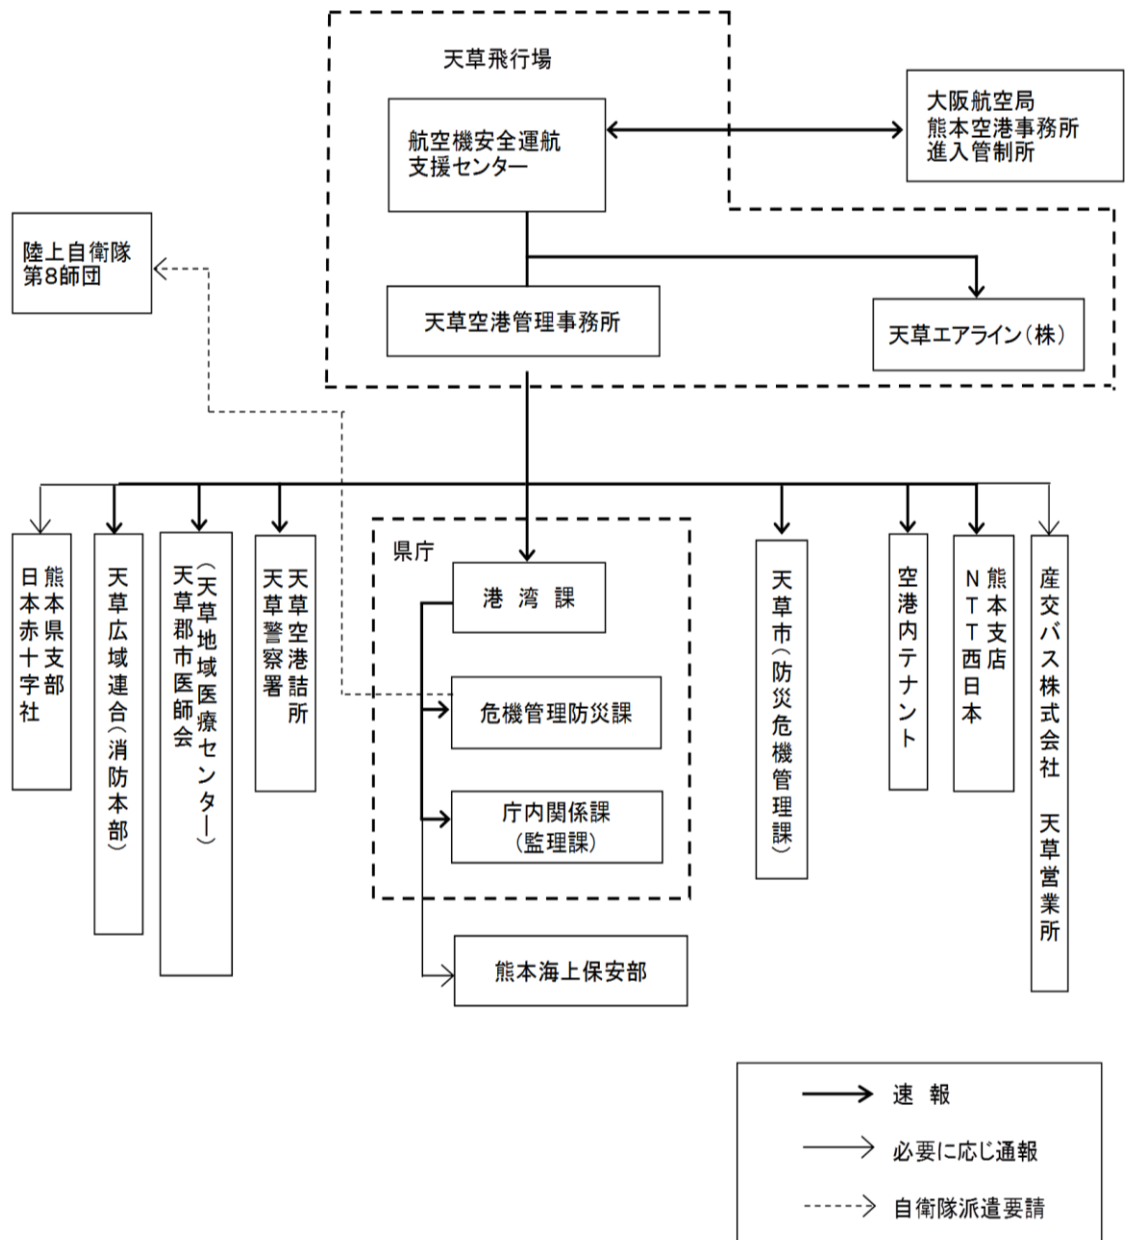 天草飛行場
航空機安全運航
支援センター
大阪航空局
熊本空港事務所
進入管制所
陸上自衛隊
第8師団
天草空港管理事務所
天草エアライン(株)
日本赤十字社
熊本県支部
天草広域連合(消防本部)
天草郡市医師会
(天草地域医療センター)
天草警察署
天草空港詰所
県庁
港 湾 課
危機管理防災課
庁内関係課
(監理課)
熊本海上保安部
天草市(防災危機管理課)
空港内テナント
NTT西日本
熊本支店
産交バス株式会社 天草営業所
速 報
必要に応じ通報
自衛隊派遣要請